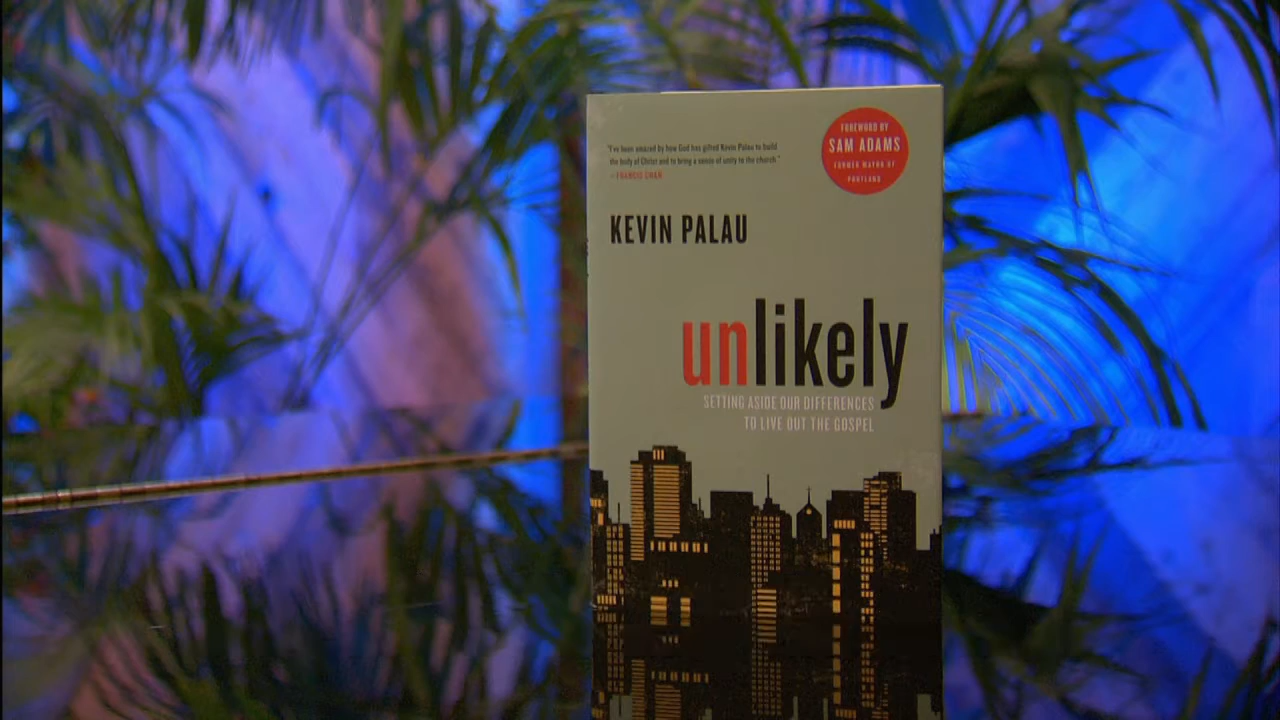 "I've been amazed by how God has gifted Kevin Palau to build
the body of Christ and to bring a sense of unity to the church."
—FRANCIS CHAN
FOREWORD BY
SAM ADAMS
FORMER MAYOR OF
PORTLAND
KEVIN PALAU
unlikely
SETTING ASIDE OUR DIFFERENCES
TO LIVE OUT THE GOSPEL